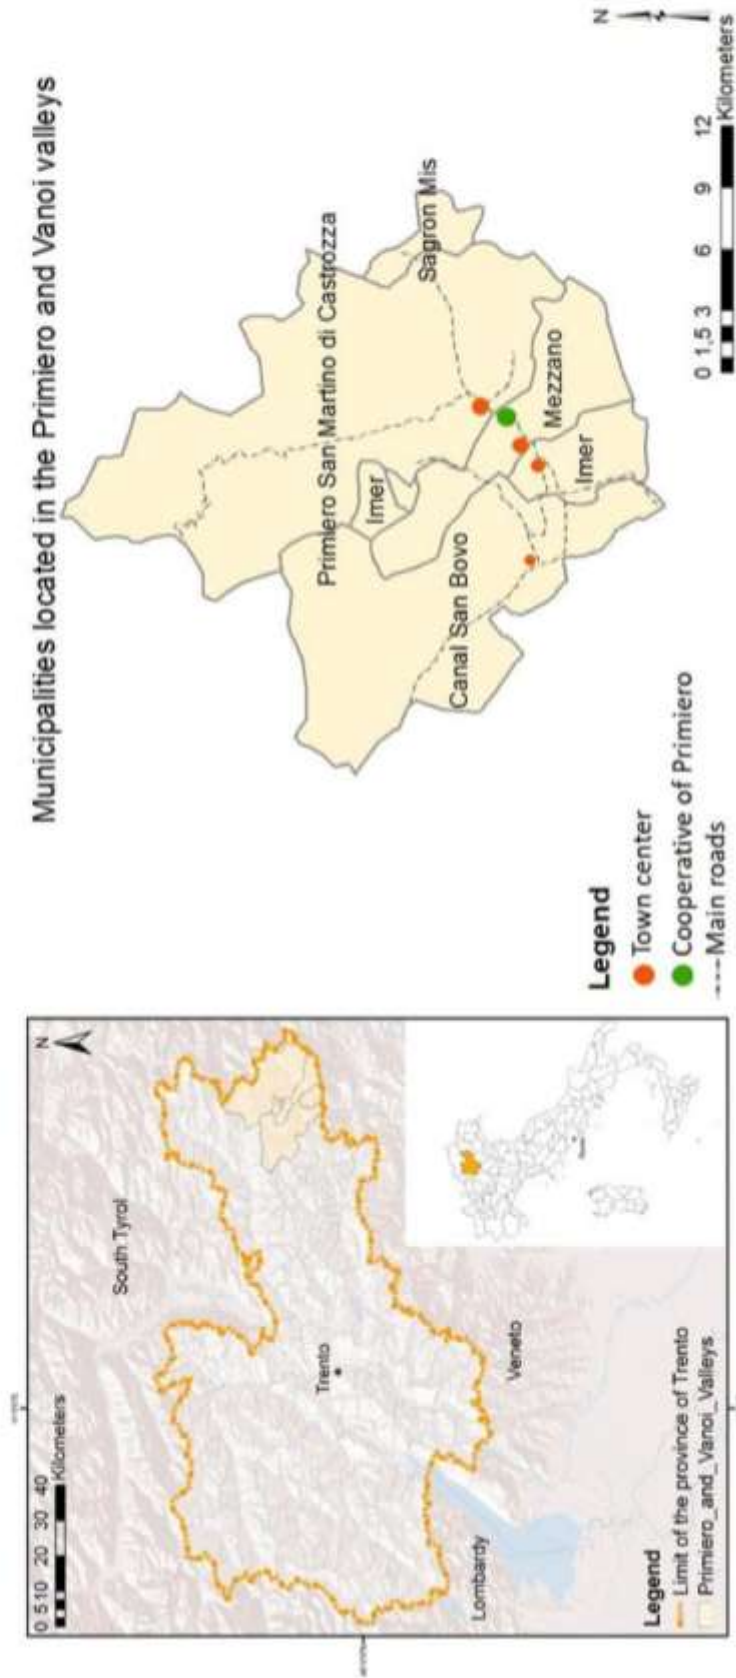 N
South Tyrol
Trento
Veneto
Lombardy
0 5 10 20 30 40
Kilometers
Legend
Limit of the province of Trento
Primiero_and_Vanoi_Valleys
Municipalities located in the Primiero and Vanoi valleys
Primiero San Martino di Castrozza
Sagron Mis
Imer
Canal San Bovo
Mezzano
Imer
Legend
Town center
Cooperative of Primiero
Main roads
N
0 1,5 3 6 9 12
Kilometers